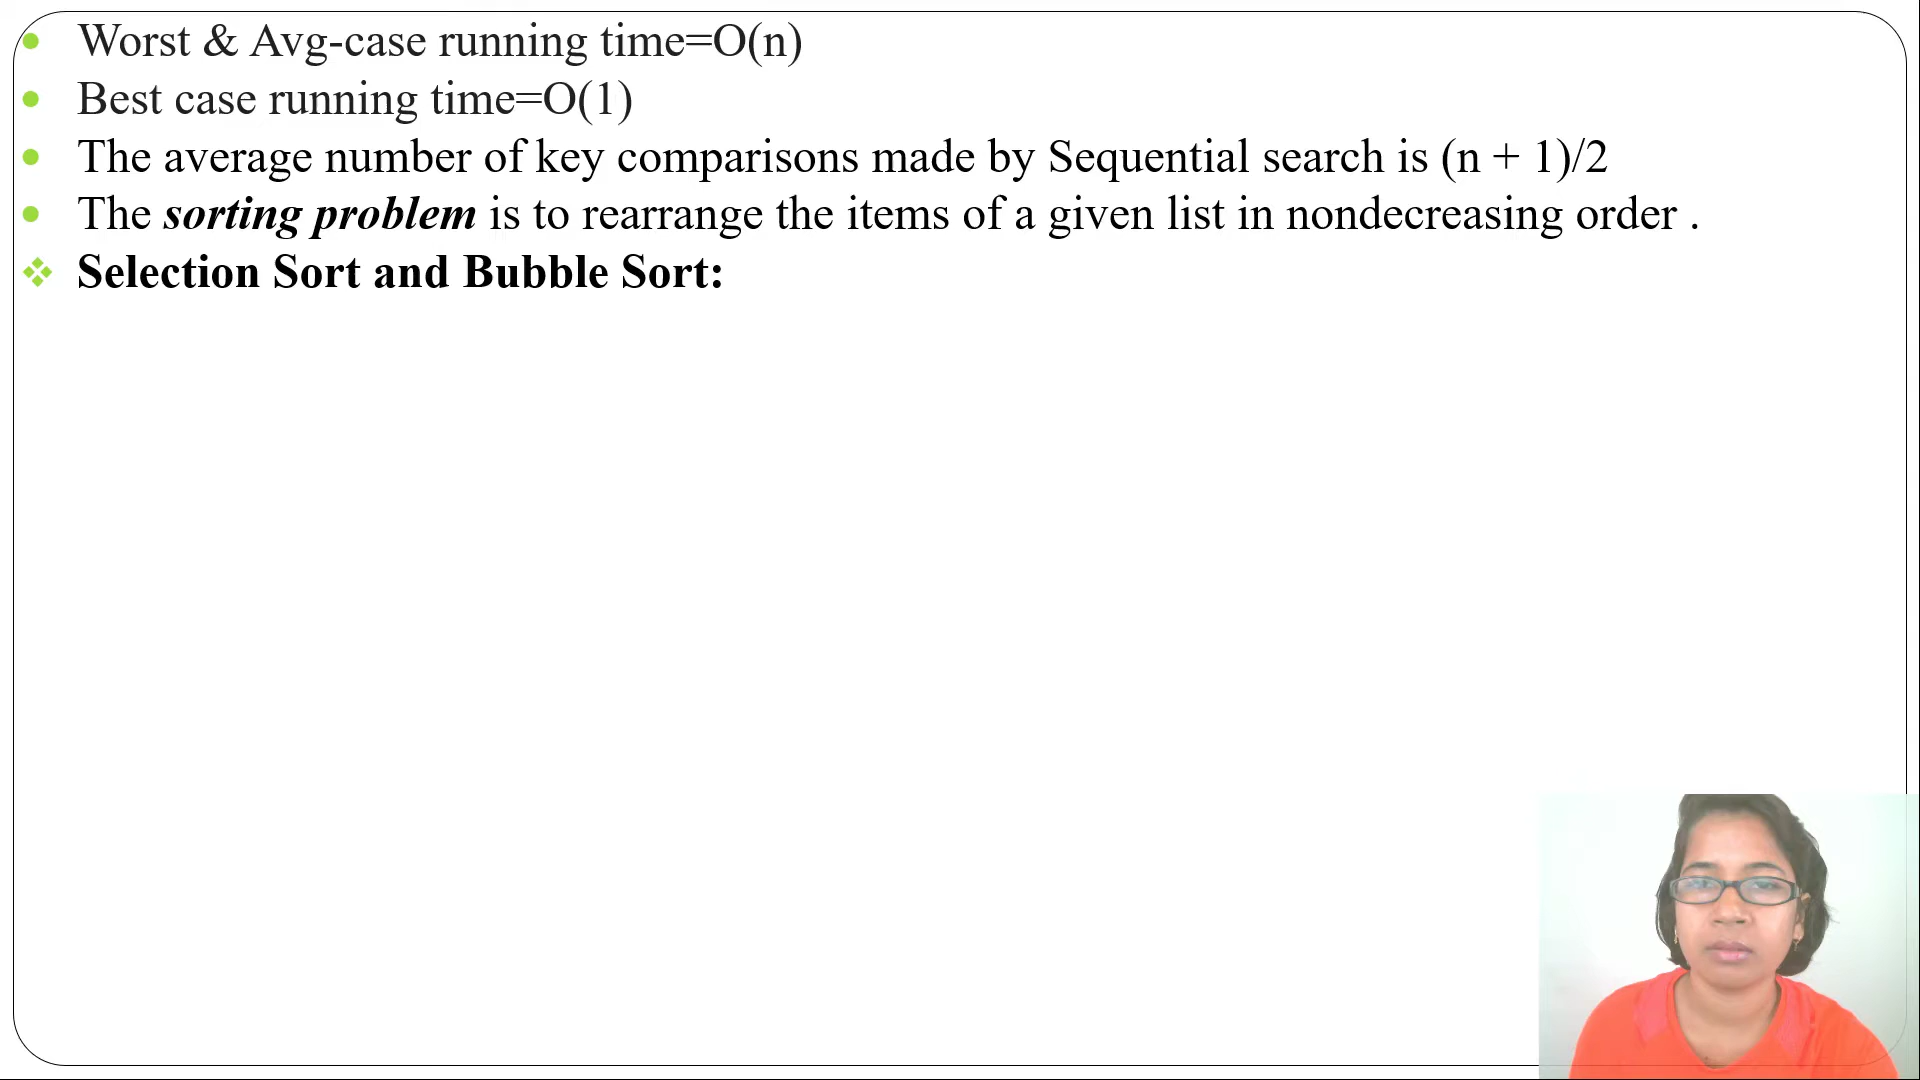 Worst & Avg-case running time=O(n)
Best case running time=O(1)
The average number of key comparisons made by Sequential search is (n + 1)/2
The sorting problem is to rearrange the items of a given list in nondecreasing order .
Selection Sort and Bubble Sort: